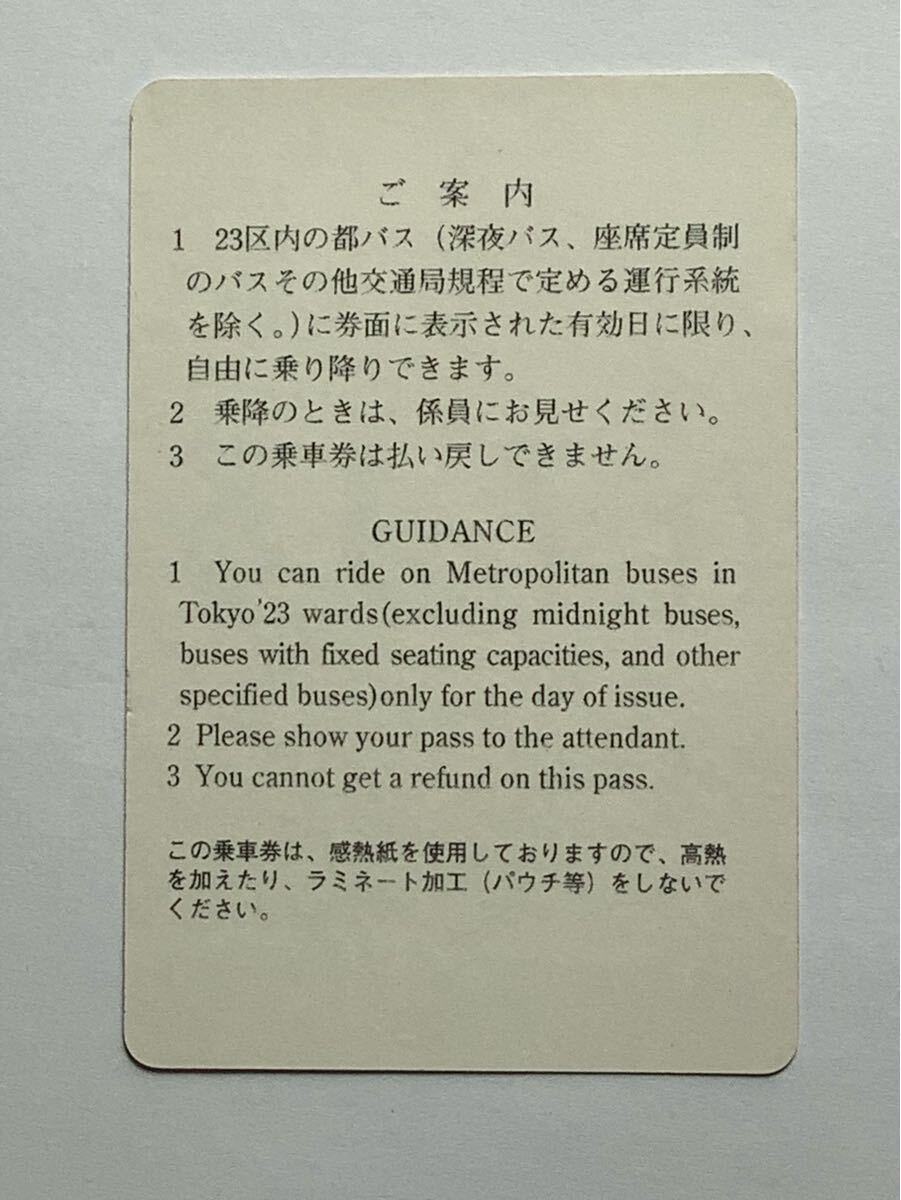 ご 案 内
1 23区内の都バス（深夜バス、座席定員制
のバスその他交通局規程で定める運行系統
を除く。）に券面に表示された有効日に限り、
自由に乗り降りできます。
2 乗降のときは、係員にお見せください。
3 この乗車券は払い戻しできません。
GUIDANCE
1 You can ride on Metropolitan buses in
Tokyo'23 wards(excluding midnight buses,
buses with fixed seating capacities, and other
specified buses)only for the day of issue.
2 Please show your pass to the attendant.
3 You cannot get a refund on this pass.
この乗車券は、感熱紙を使用しておりますので、高熱
を加えたり、ラミネート加工（パウチ等）をしないで
ください。